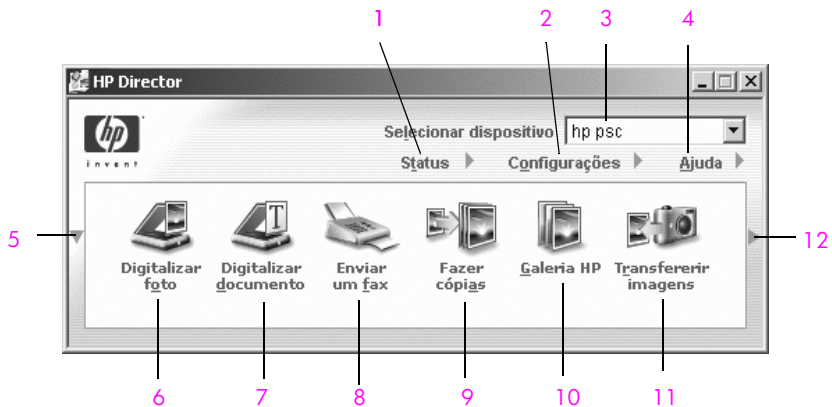 1 2 3 4
HP Director
hp
invent
Selecionar dispositivo hp psc
Status Configurações Ajuda
5 12
Digitalizar foto
Digitalizar documento
Enviar um fax
Fazer cópias
Galeria HP
Transfererir imagens
6 7 8 9 10 11